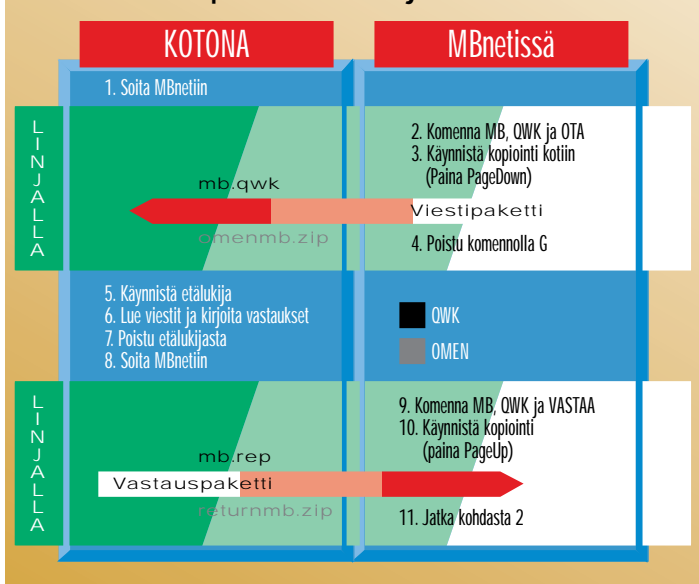 KOTONA
MBnetissä
1. Soita MBnetiin
LINJALLA
2. Komenna MB, QWK ja OTA
3. Käynnistä kopiointi kotiin
(Paina PageDown)
mb.qwk
Viestipaketti
omenmb.zip
4. Poistu komennolla G
5. Käynnistä etälukija
6. Lue viestit ja kirjoita vastaukset
7. Poistu etälukijasta
8. Soita MBnetiin
QWK
OMEN
LINJALLA
9. Komenna MB, QWK ja VASTAA
10. Käynnistä kopiointi
(paina PageUp)
mb.rep
Vastauspaketti
returnmb.zip
11. Jatka kohdasta 2